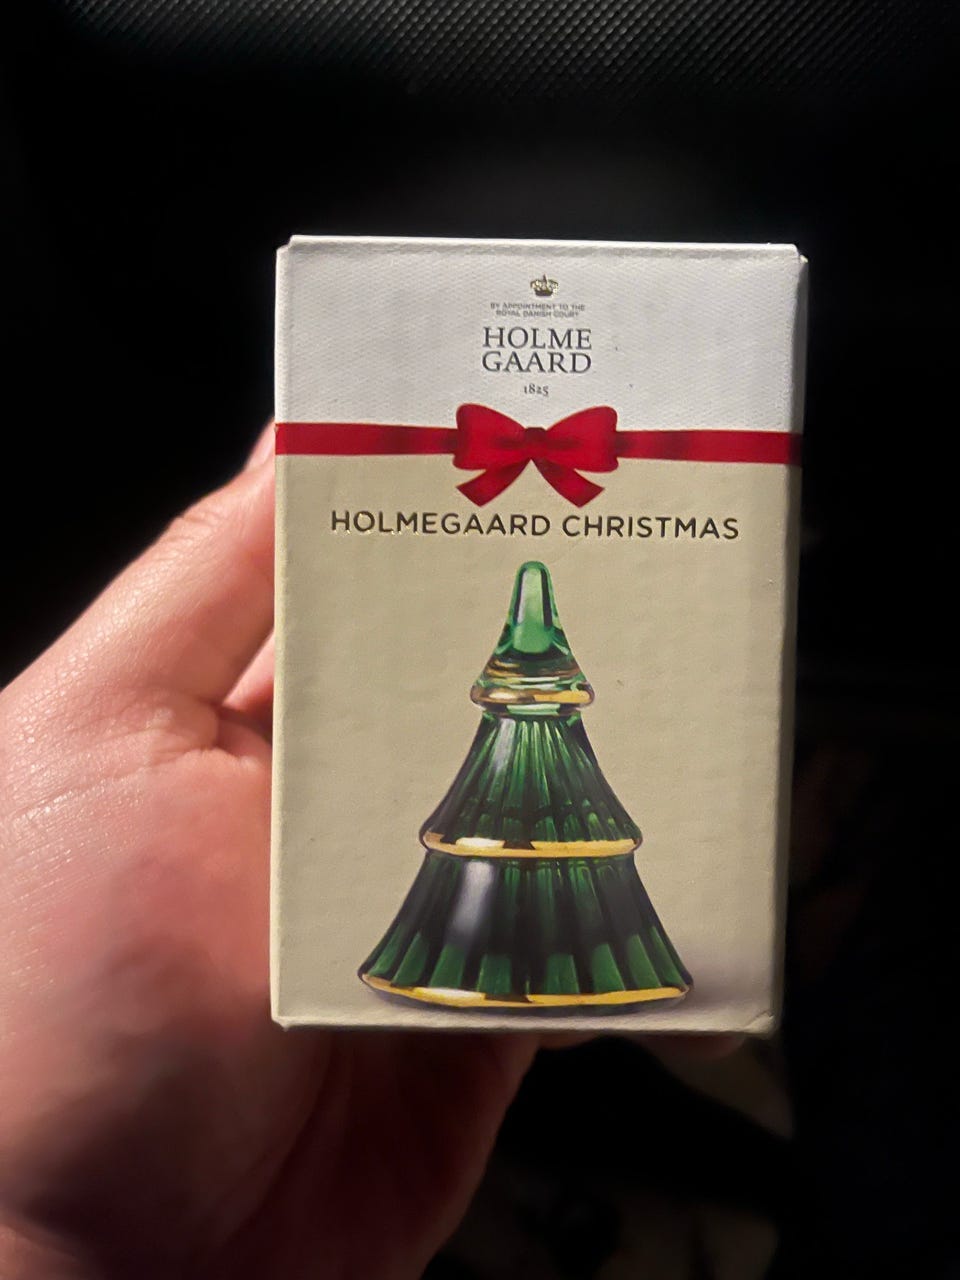 BY APPOINTMENT TO THE
ROYAL DANISH COURT
HOLME
GAARD
1825
HOLMEGAARD CHRISTMAS